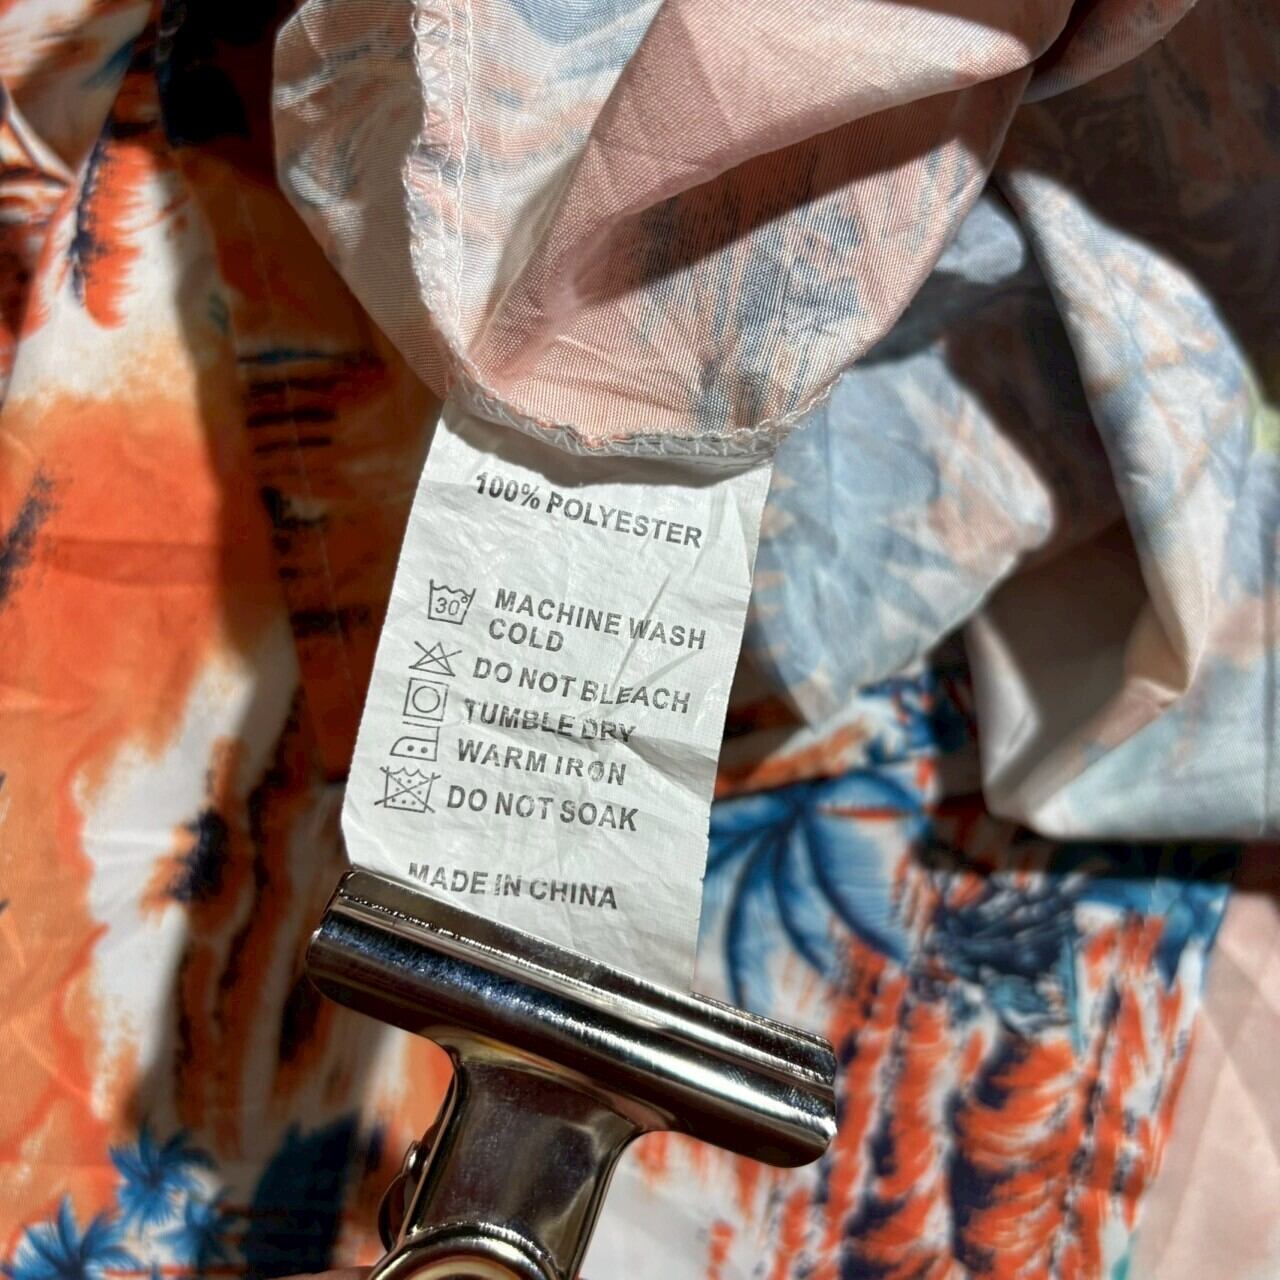 100% POLYESTER
30° MACHINE WASH
COLD
DO NOT BLEACH
TUMBLE DRY
WARM IRON
DO NOT SOAK
MADE IN CHINA